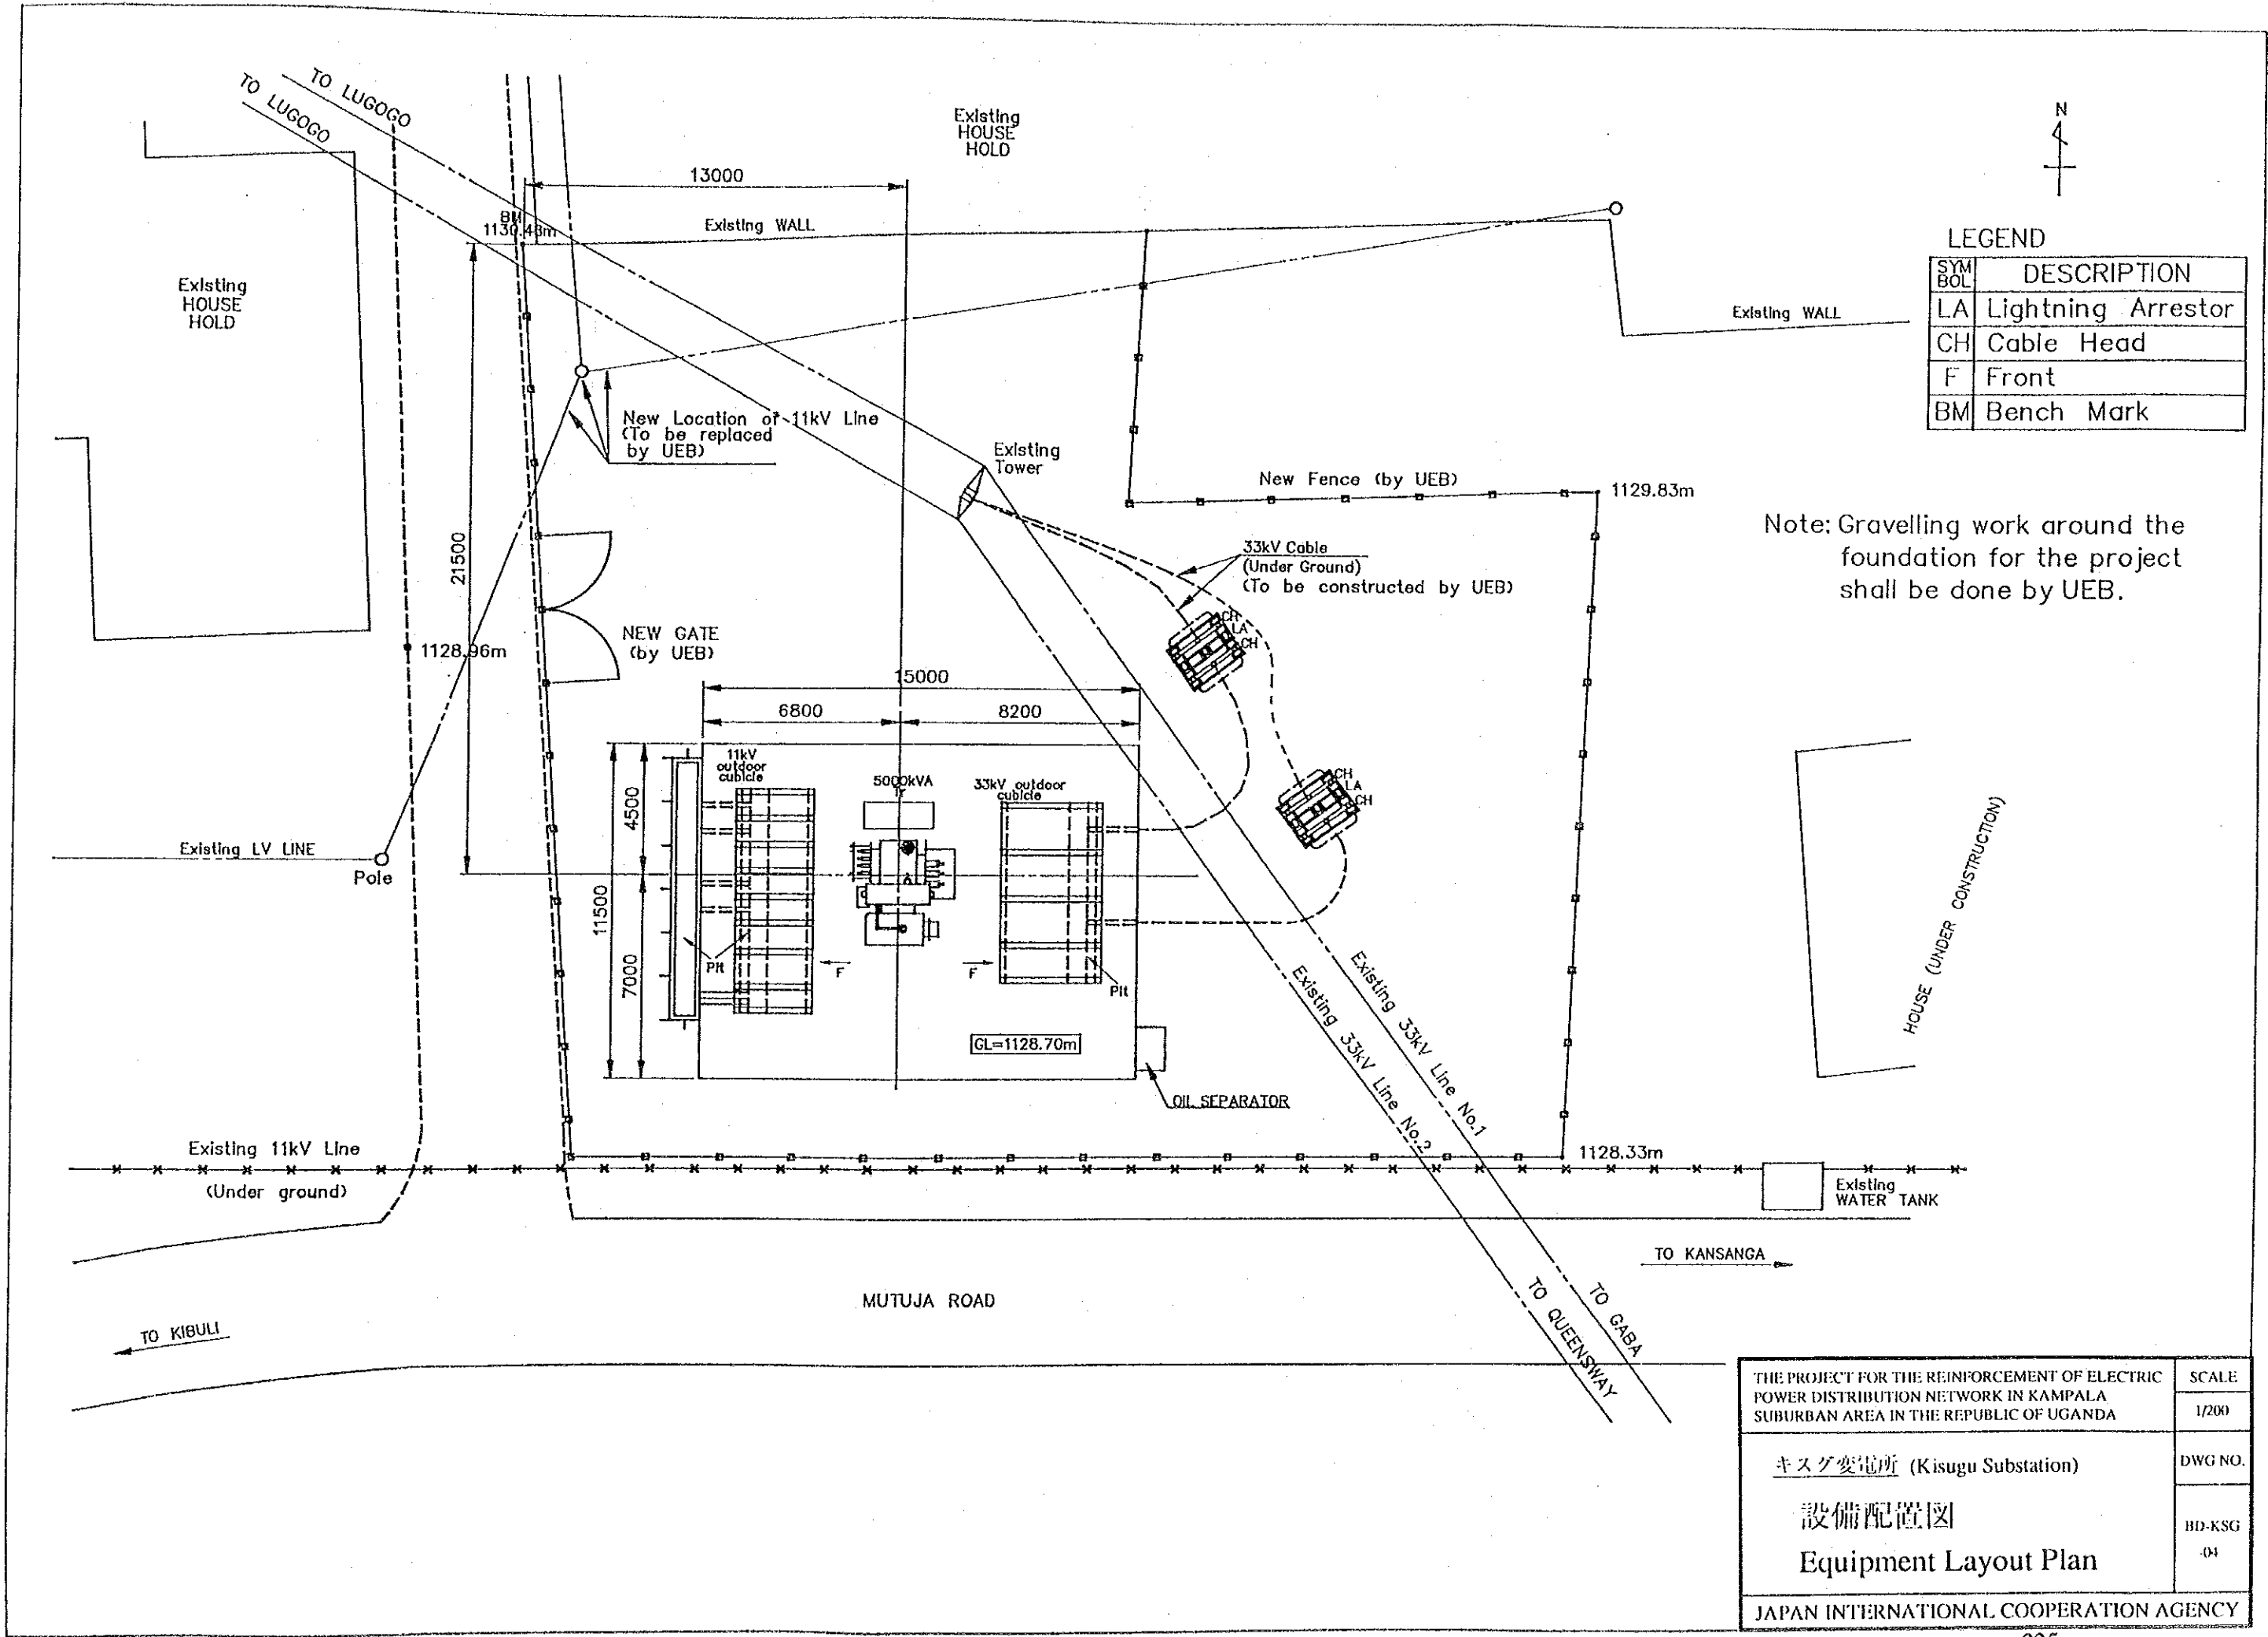 TO LUGOGO
TO LUGOGO
Existing
HOUSE
HOLD
N
13000
BM
1130.43m
Existing WALL
LEGEND
SYM
BOL
DESCRIPTION
LA Lightning Arrestor
CH Cable Head
F Front
BM Bench Mark
Existing
HOUSE
HOLD
Existing WALL
New Location of 11kV Line
(To be replaced
by UEB)
Existing
Tower
New Fence (by UEB)
1129.83m
Note: Gravelling work around the
foundation for the project
shall be done by UEB.
21500
33kV Cable
(Under Ground)
(To be constructed by UEB)
NEW GATE
(by UEB)
1128.96m
CH
LA
CH
15000
6800
8200
11kV
outdoor
cubicle
5000kVA
Tr
33kV outdoor
cubicle
CH
LA
CH
4500
11500
7000
Existing LV LINE
Pole
HOUSE (UNDER CONSTRUCTION)
Pit
F
F
Pit
GL=1128.70m
OIL SEPARATOR
Existing 33kV Line No.1
Existing 33kV Line No.2
Existing 11kV Line
(Under ground)
1128.33m
Existing
WATER TANK
TO KANSANGA
MUTUJA ROAD
TO KIBULI
TO QUEENSWAY
TO GABA
THE PROJECT FOR THE REINFORCEMENT OF ELECTRIC
POWER DISTRIBUTION NETWORK IN KAMPALA
SUBURBAN AREA IN THE REPUBLIC OF UGANDA
SCALE
1/200
キスグ変電所 (Kisugu Substation)
DWG NO.
設備配置図
Equipment Layout Plan
BD-KSG
-04
JAPAN INTERNATIONAL COOPERATION AGENCY